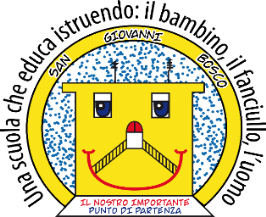 Una scuola che educa istruendo: il bambino, il fanciullo, l'uomo
SAN GIOVANNI BOSCO
IL NOSTRO IMPORTANTE
PUNTO DI PARTENZA